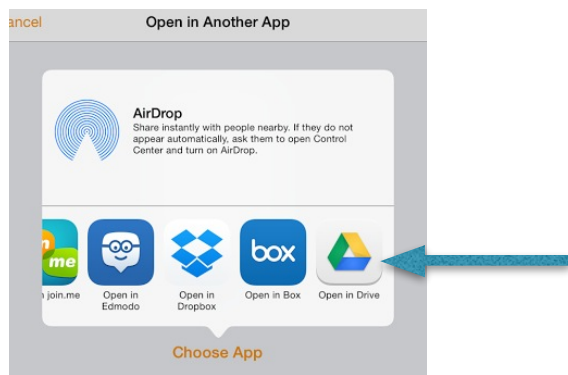 ancel
Open in Another App
AirDrop
Share instantly with people nearby. If they do not
appear automatically, ask them to open Control
Center and turn on AirDrop.
n
me
box
n join.me
Open in
Edmodo
Open in
Dropbox
Open in Box
Open in Drive
Choose App